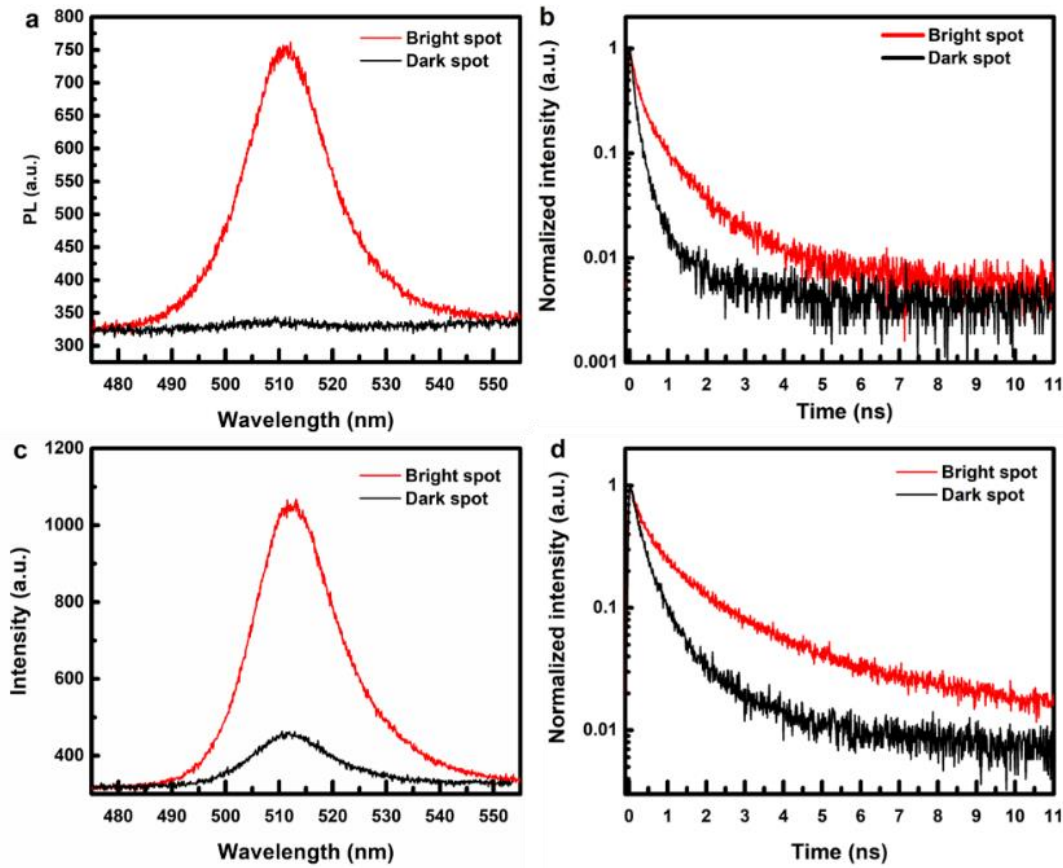 a
800
750
700
650
600
550
500
450
400
350
300
PL (a.u.)
Bright spot
Dark spot
480 490 500 510 520 530 540 550
Wavelength (nm)
b
1
0.1
0.01
0.001
Normalized intensity (a.u.)
Bright spot
Dark spot
0 1 2 3 4 5 6 7 8 9 10 11
Time (ns)
c
1200
1000
800
600
400
Intensity (a.u.)
Bright spot
Dark spot
480 490 500 510 520 530 540 550
Wavelength (nm)
d
1
0.1
0.01
Normalized intensity (a.u.)
Bright spot
Dark spot
0 1 2 3 4 5 6 7 8 9 10 11
Time (ns)